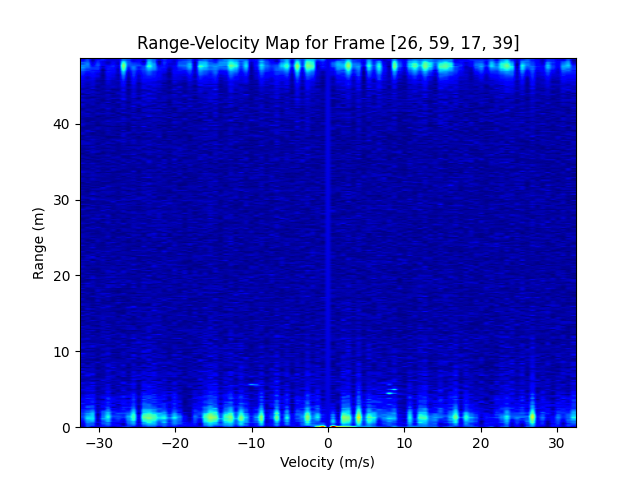 Range-Velocity Map for Frame [26, 59, 17, 39]
Range (m)
40
30
20
10
0
−30 −20 −10 0 10 20 30
Velocity (m/s)